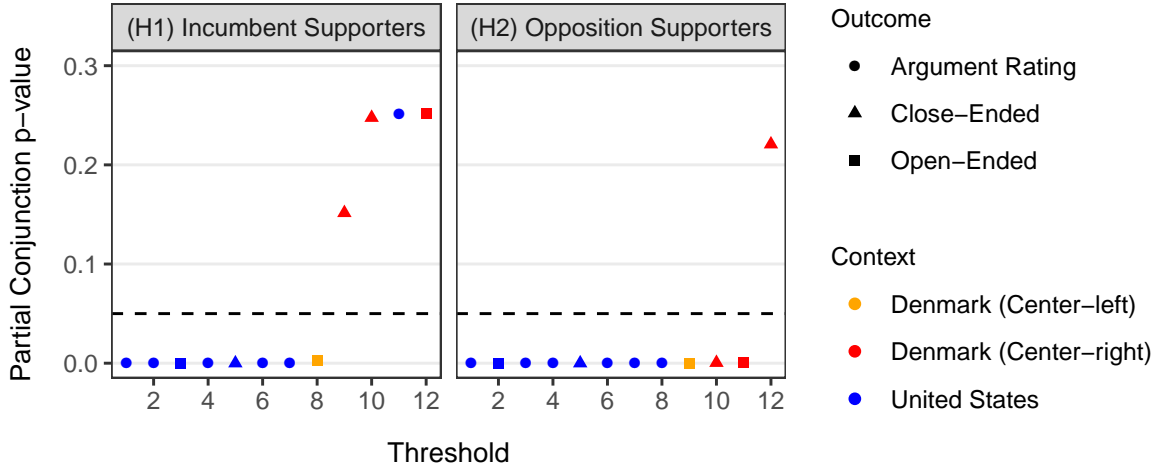 (H1) Incumbent Supporters
(H2) Opposition Supporters
Partial Conjunction p−value
0.3
0.2
0.1
0.0
2 4 6 8 10 12
2 4 6 8 10 12
Threshold
Outcome
Argument Rating
Close−Ended
Open−Ended
Context
Denmark (Center−left)
Denmark (Center−right)
United States